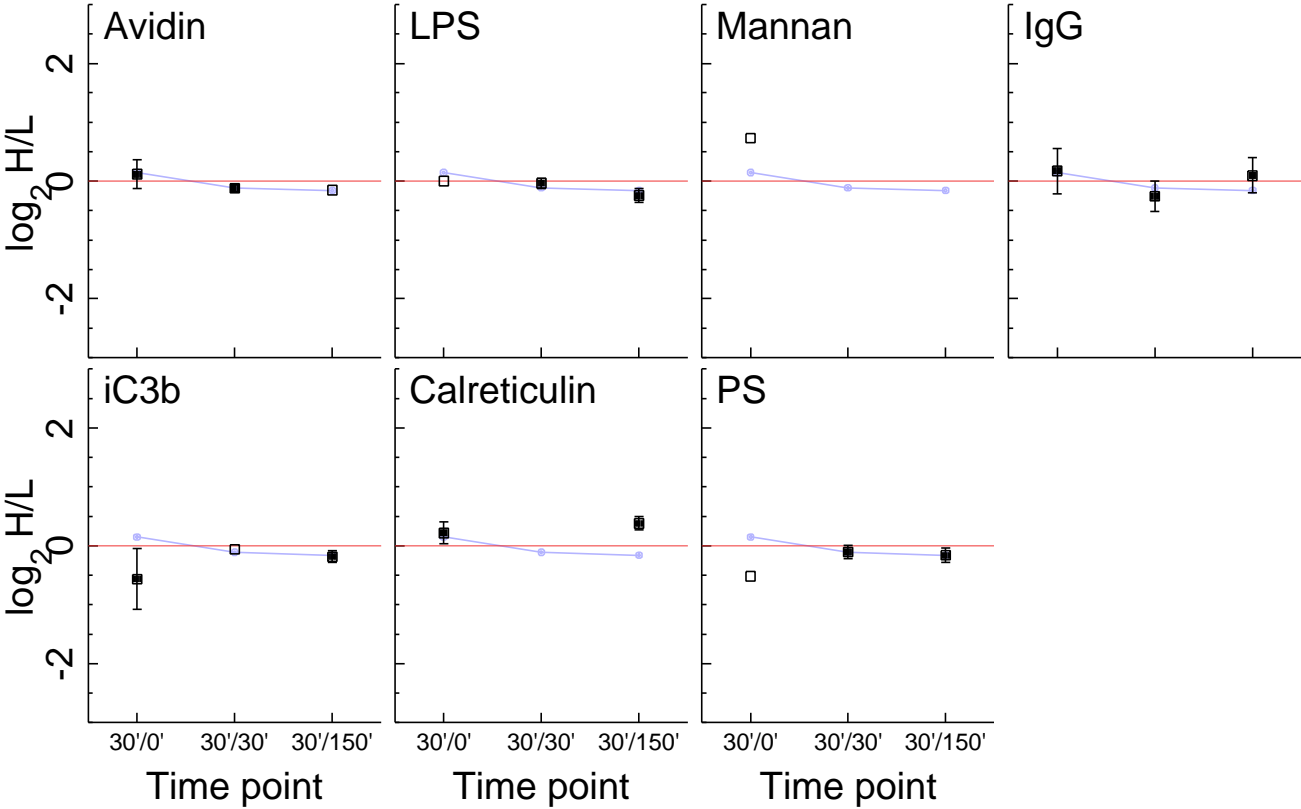 Avidin LPS Mannan IgG
2
0
-2
log2 H/L
iC3b Calreticulin PS
2
0
-2
log2 H/L
30'/0' 30'/30' 30'/150' 30'/0' 30'/30' 30'/150' 30'/0' 30'/30' 30'/150'
Time point Time point Time point